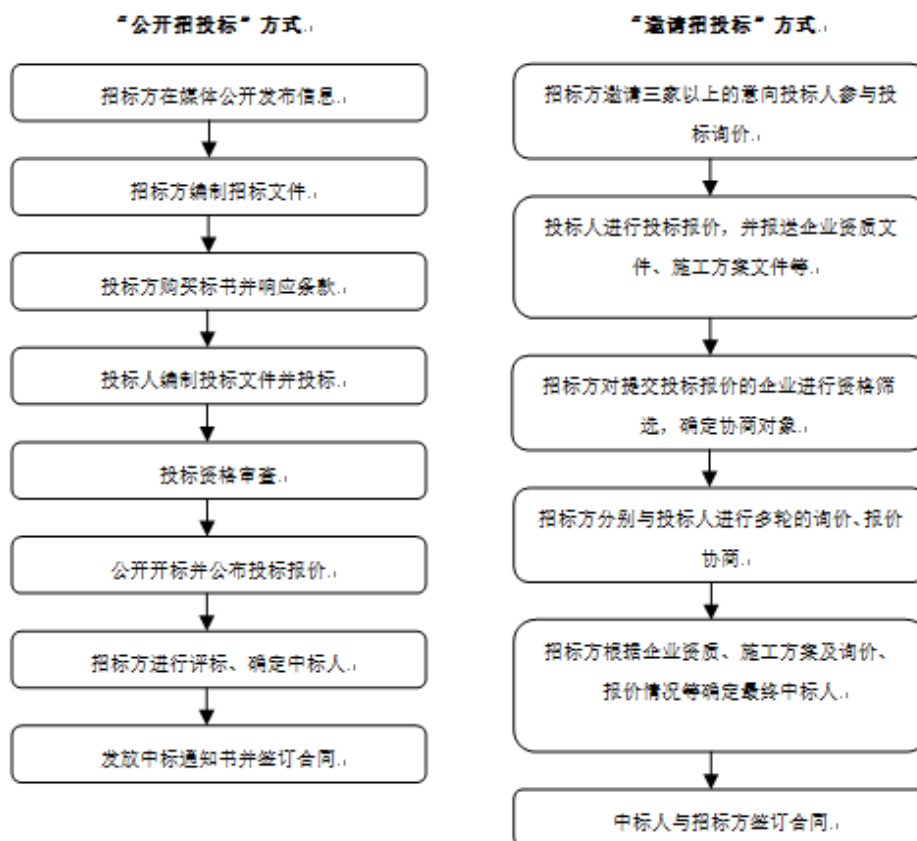 “公开招投标”方式
招标方在媒体公开发布信息
招标方编制招标文件
投标方购买标书并响应条款
投标人编制投标文件并投标
投标资格审查
公开开标并公布投标报价
招标方进行评标、确定中标人
发放中标通知书并签订合同
“邀请招投标”方式
招标方邀请三家以上的意向投标人参与投
标询价
投标人进行投标报价，并报送企业资质文
件、施工方案文件等
招标方对提交投标报价的企业进行资格筛
选，确定协商对象
招标方分别与投标人进行多轮的询价、报价
协商
招标方根据企业资质、施工方案及询价、
报价情况等确定最终中标人
中标人与招标方签订合同